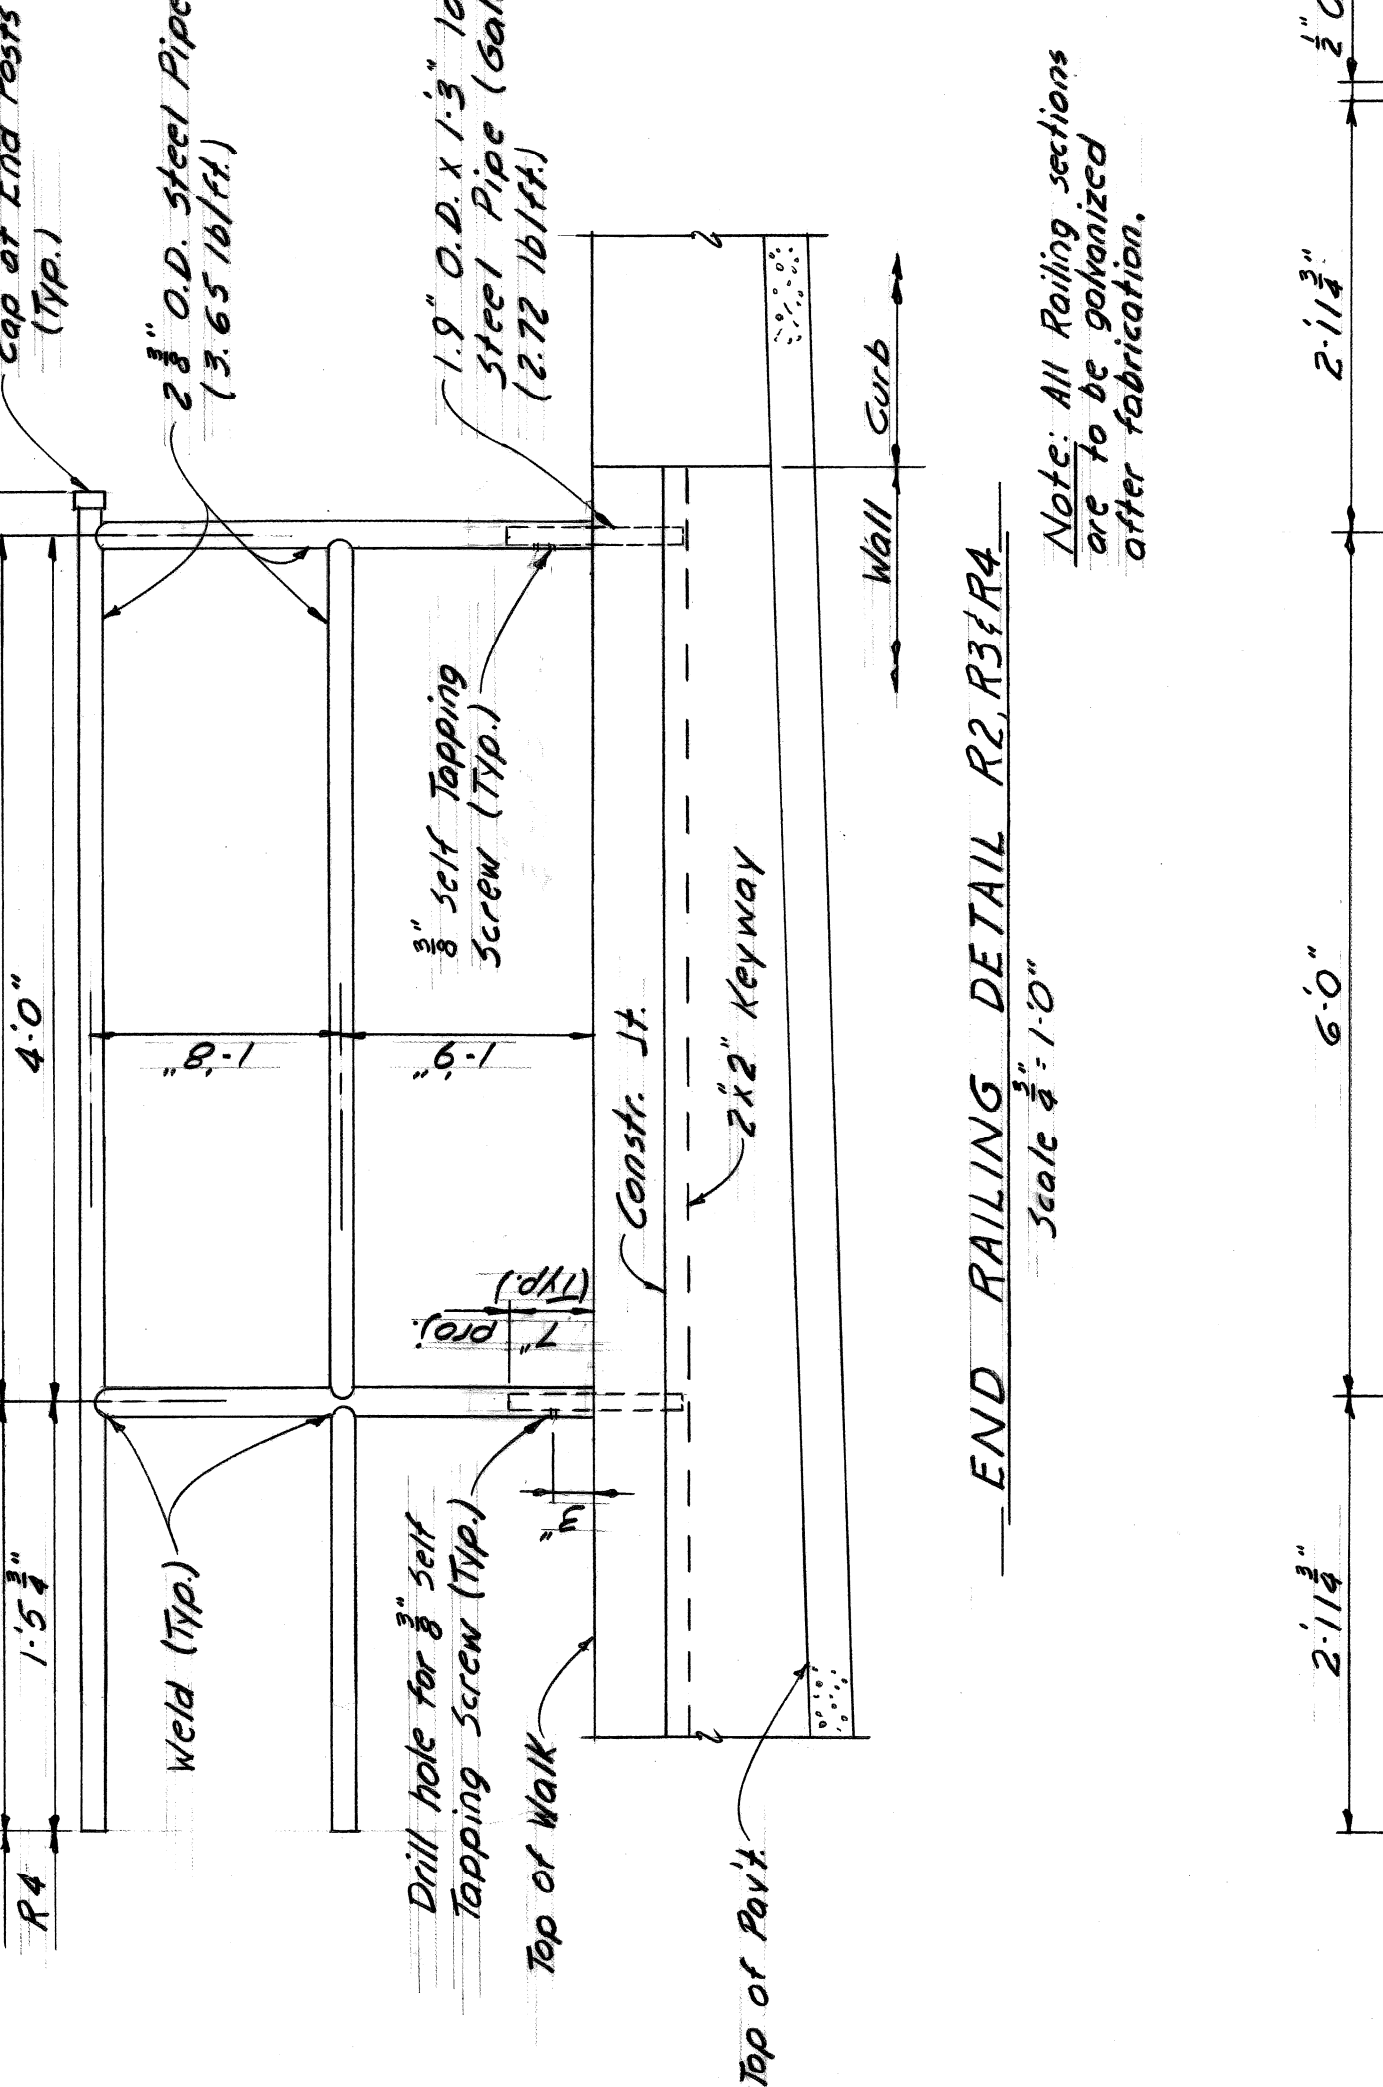 Cap at End Posts
(Typ.)
2 3/8" O.D. Steel Pipe
(3.65 lb/ft.)
1.9" O.D. x 1'-3" lo
Steel Pipe (Gal
(2.72 lb/ft.)
4'-0"
1'-5 3/4"
R4
1'-8"
1'-9"
Weld (Typ.)
3/8" Self Tapping
Screw (Typ.)
7"
proj.
(Typ.)
3"
Drill hole for 3/8" Self
Tapping Screw (Typ.)
Constr. Jt.
2"x2" Keyway
Top of Walk
Top of Pav't.
Wall
Curb
END RAILING DETAIL R2, R3 & R4
Scale 3/4" = 1'-0"
Note: All Railing sections
are to be galvanized
after fabrication.
2'-11 3/4"
6'-0"
2'-11 3/4"
1/2"